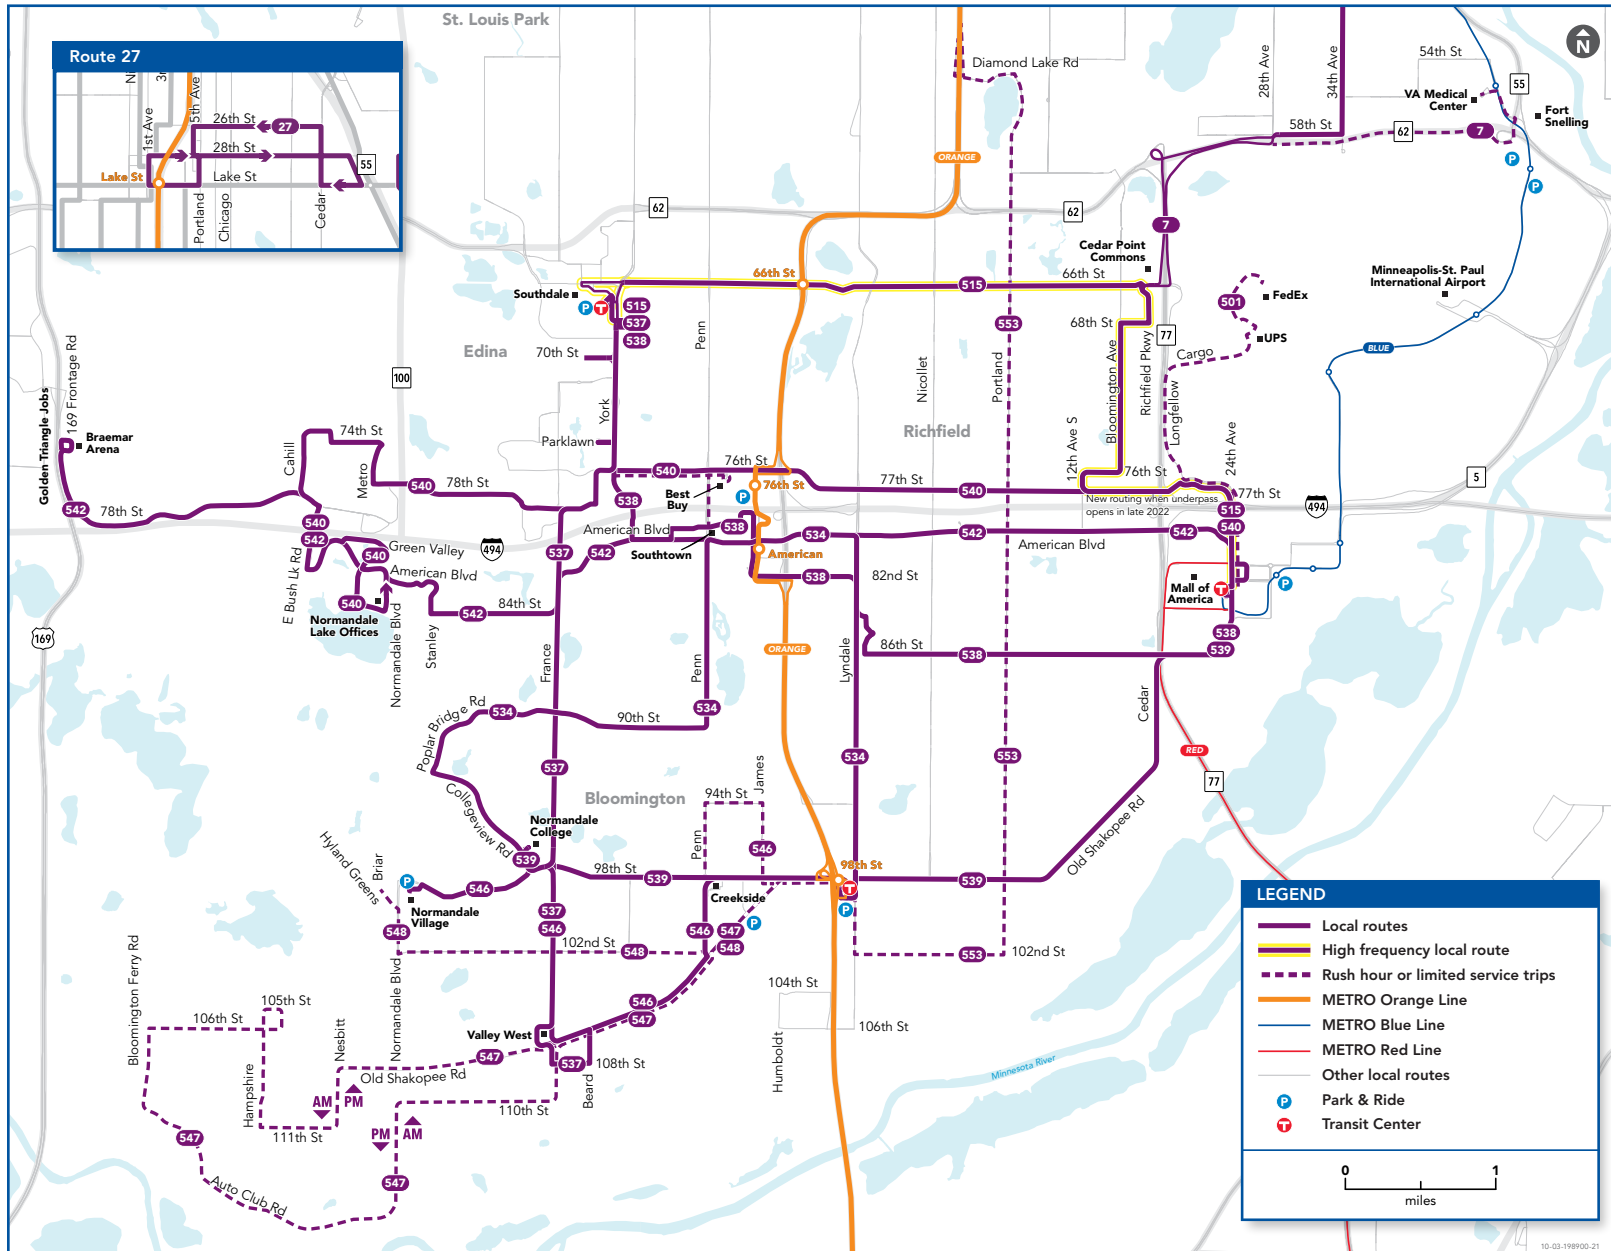 St. Louis Park
Route 27
Ni
3r
5th Ave
1st Ave
26th St
27
28th St
Lake St
Lake St
55
Portland
Chicago
Cedar
Diamond Lake Rd
28th Ave
34th Ave
54th St
N
VA Medical
Center
55
Fort
Snelling
58th St
62
7
P
P
ORANGE
62
62
7
Cedar Point
Commons
66th St
66th St
515
Southdale
P
T
515
537
538
553
501
FedEx
UPS
Minneapolis-St. Paul
International Airport
68th St
77
Cargo
BLUE
Edina
70th St
Penn
Nicollet
Portland
Bloomington Ave
Richfield Pkwy
Longfellow
100
York
169 Frontage Rd
Golden Triangle Jobs
Braemar
Arena
Cahill
74th St
Metro
Parklawn
Richfield
12th Ave S
24th Ave
540
76th St
76th St
76th St
540
78th St
Best
Buy
P
77th St
540
77th St
5
New routing when underpass
opens in late 2022
542
78th St
538
515
494
540
540
American Blvd
538
534
542
542
542
Green Valley
494
537
542
Southtown
American
American Blvd
540
E Bush Lk Rd
American Blvd
538
82nd St
Mall of
America
T
P
540
Normandale
Lake Offices
542
84th St
169
Normandale Blvd
Stanley
France
Penn
ORANGE
Lyndale
86th St
538
538
539
Cedar
534
Poplar Bridge Rd
534
90th St
RED
77
537
534
553
James
Collegeview Rd
Bloomington
94th St
Normandale
College
Old Shakopee Rd
Hyland Greens
Briar
539
Penn
546
98th St
98th St
539
539
P
546
Creekside
T
P
Normandale
Village
537
546
546
547
548
P
548
102nd St
548
553
102nd St
Bloomington Ferry Rd
Normandale Blvd
104th St
105th St
106th St
546
547
106th St
Nesbitt
Valley West
547
537
108th St
Humboldt
Minnesota River
Hampshire
Old Shakopee Rd
Beard
AM
PM
110th St
111th St
PM
AM
547
547
Auto Club Rd
LEGEND
Local routes
High frequency local route
Rush hour or limited service trips
METRO Orange Line
METRO Blue Line
METRO Red Line
Other local routes
P Park & Ride
T Transit Center
0 1
miles
10-03-198900-21